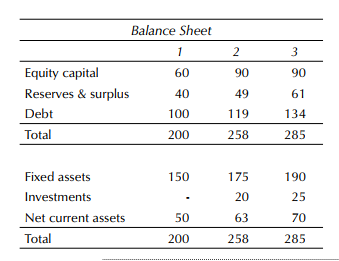 Balance Sheet
1 2 3
Equity capital 60 90 90
Reserves & surplus 40 49 61
Debt 100 119 134
Total 200 258 285
Fixed assets 150 175 190
Investments - 20 25
Net current assets 50 63 70
Total 200 258 285